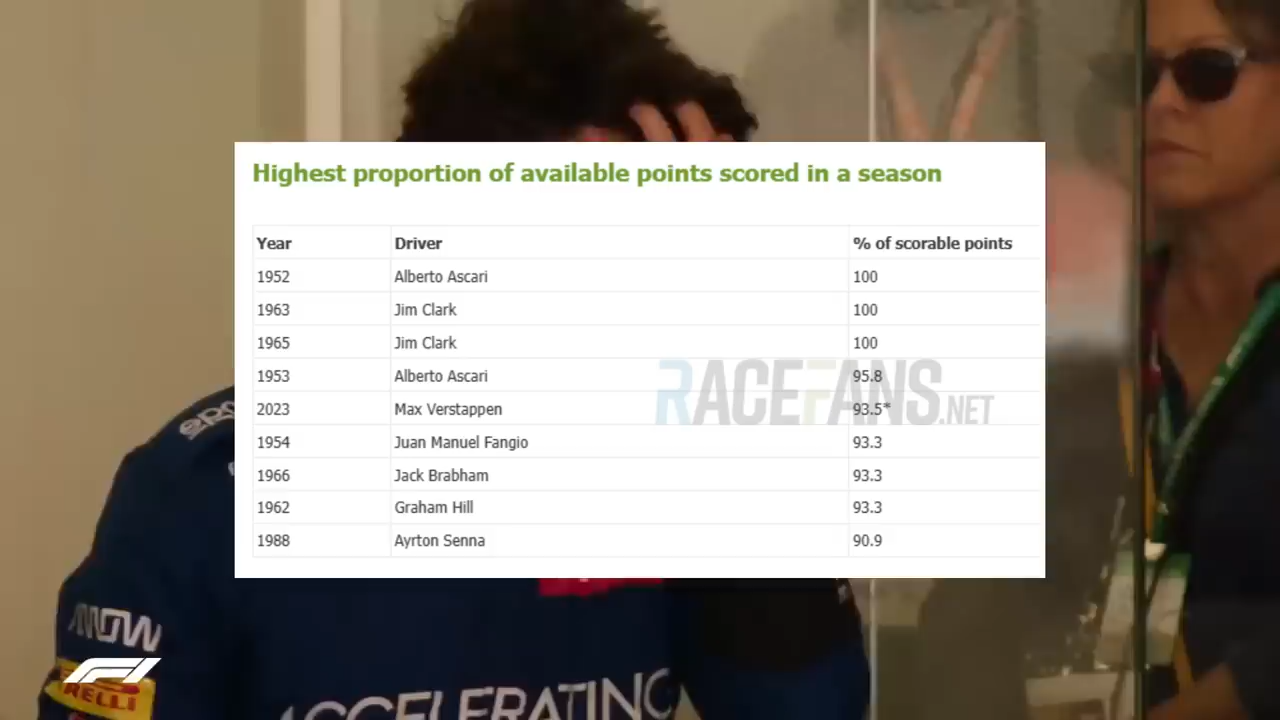 Highest proportion of available points scored in a season
Year Driver % of scorable points
1952 Alberto Ascari 100
1963 Jim Clark 100
1965 Jim Clark 100
1953 Alberto Ascari 95.8
2023 Max Verstappen 93.5*
1954 Juan Manuel Fangio 93.3
1966 Jack Brabham 93.3
1962 Graham Hill 93.3
1988 Ayrton Senna 90.9
RACEFANS.NET
ARROW
F1
ACCELERATING